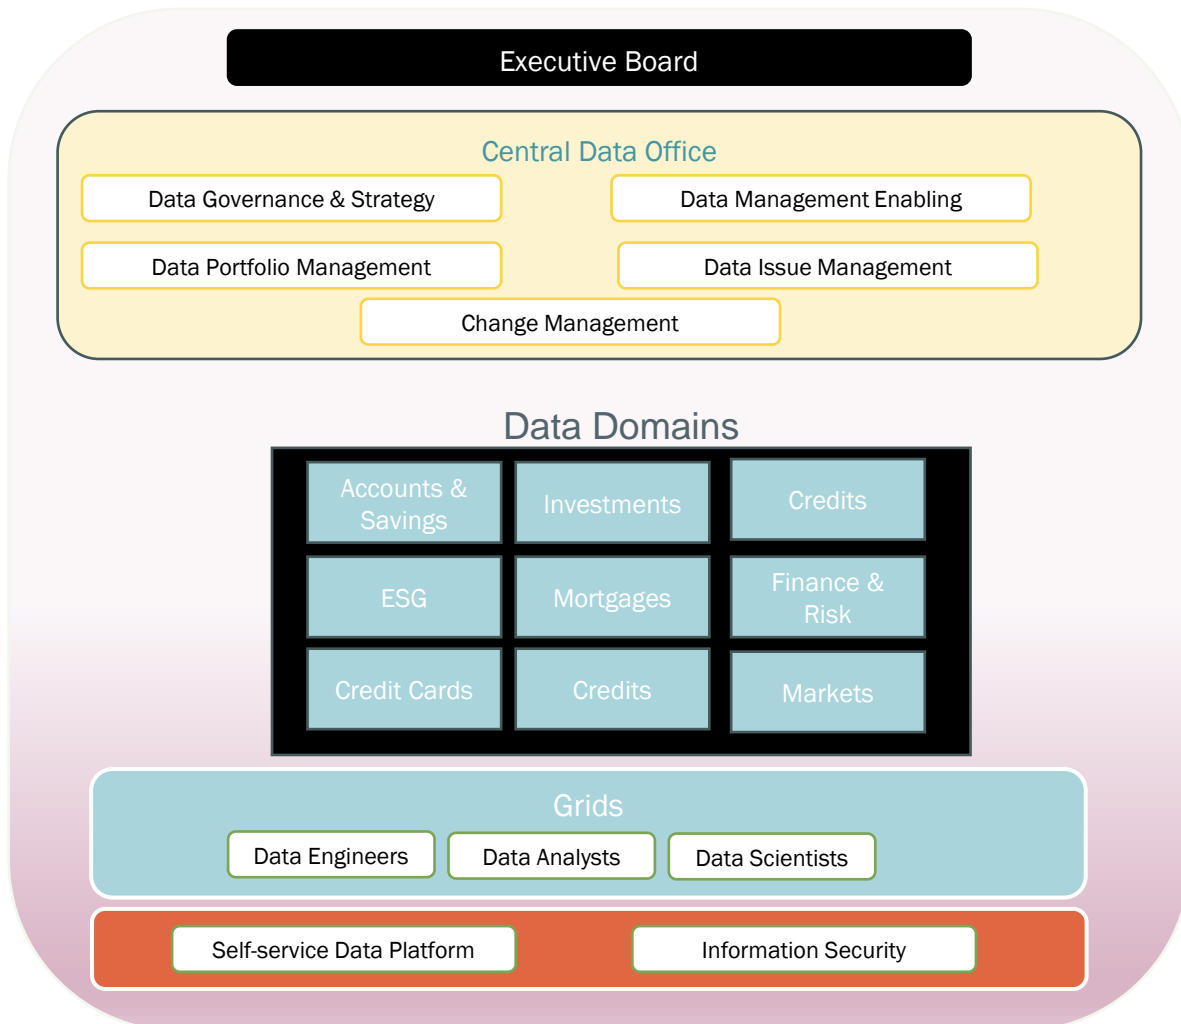 Executive Board
Central Data Office
Data Governance & Strategy
Data Management Enabling
Data Portfolio Management
Data Issue Management
Change Management
Data Domains
Accounts &
Savings
Investments
Credits
ESG
Mortgages
Finance &
Risk
Credit Cards
Credits
Markets
Grids
Data Engineers
Data Analysts
Data Scientists
Self-service Data Platform
Information Security